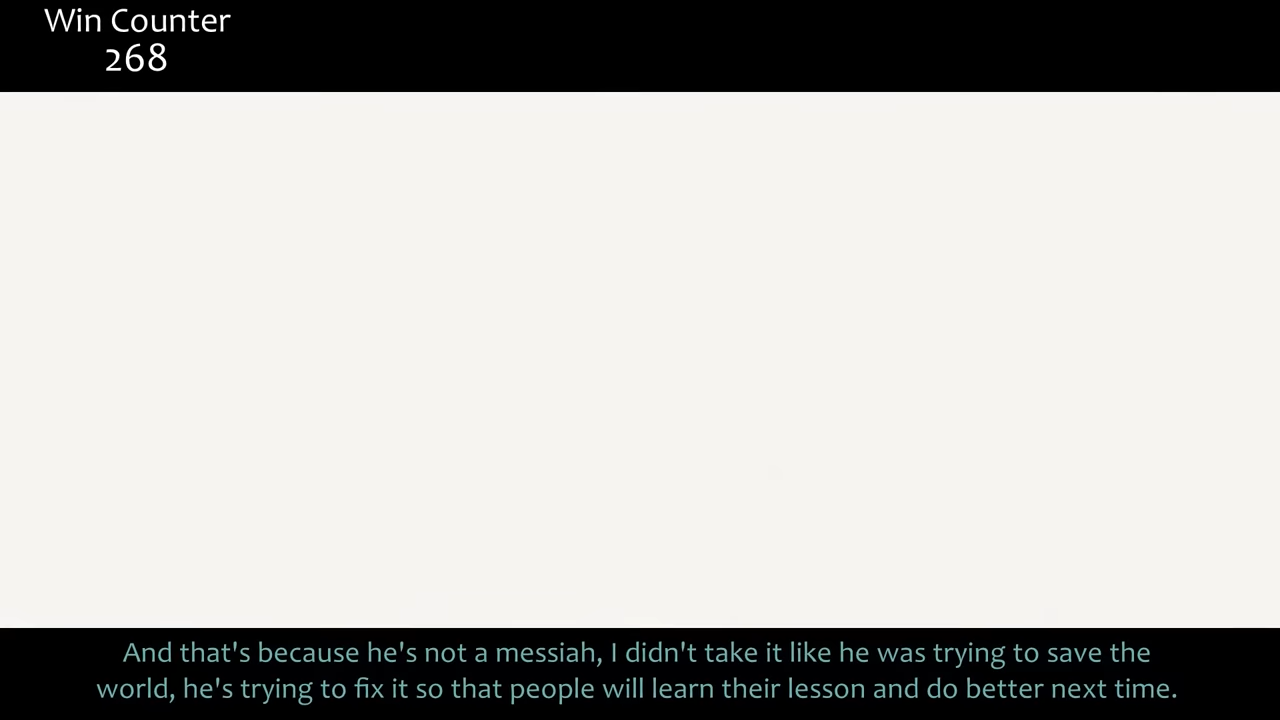 Win Counter
268
And that's because he's not a messiah, I didn't take it like he was trying to save the
world, he's trying to fix it so that people will learn their lesson and do better next time.